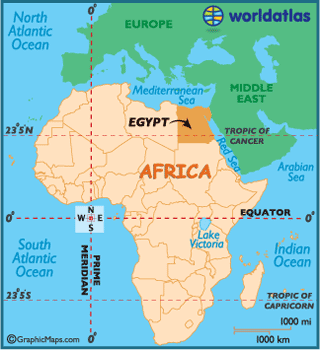 0°
North
Atlantic
Ocean
EUROPE
worldatlas
Mediterranean
Sea
MIDDLE
EAST
EGYPT
23°5'N
TROPIC OF
CANCER
Red Sea
AFRICA
Arabian
Sea
N
W E
S
0°
EQUATOR
0°
Lake
Victoria
South
Atlantic
Ocean
PRIME
MERIDIAN
Indian
Ocean
23°5'S
TROPIC OF
CAPRICORN
1000 mi
1000 km
©GraphicMaps.com
0°